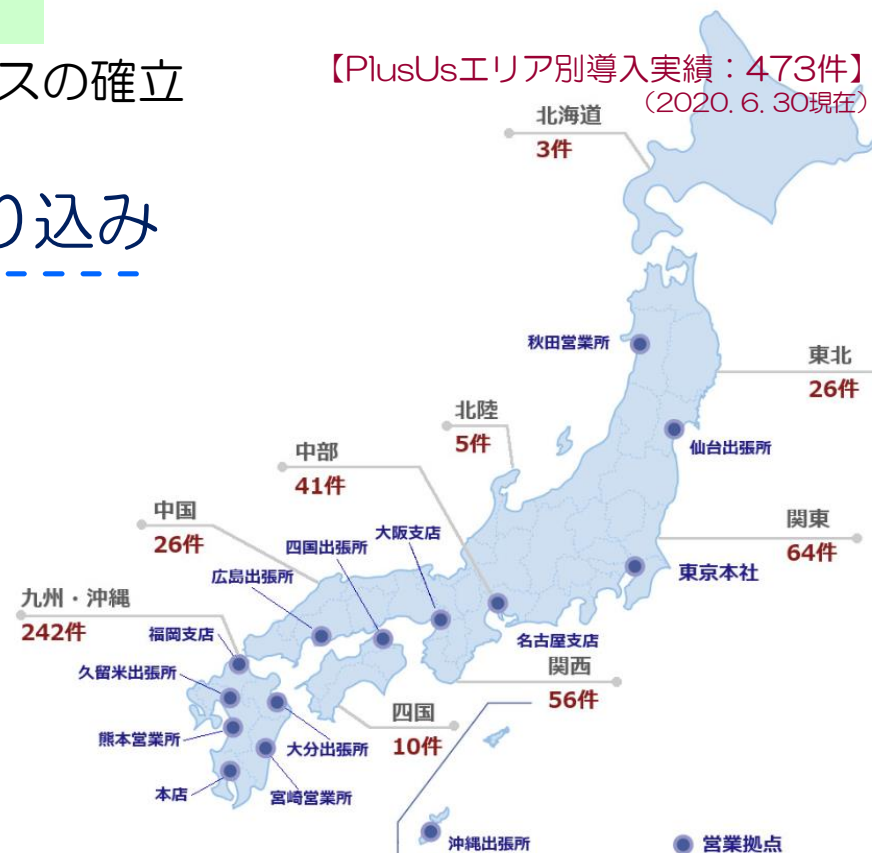 スの確立
【PlusUsエリア別導入実績：473件】
（2020.6.30現在）
り込み
北海道
3件
秋田営業所
東北
26件
仙台出張所
北陸
5件
中部
41件
中国
26件
四国出張所
大阪支店
広島出張所
関東
64件
東京本社
九州・沖縄
242件
福岡支店
名古屋支店
久留米出張所
関西
56件
四国
10件
熊本営業所
大分出張所
本店
宮崎営業所
沖縄出張所
営業拠点